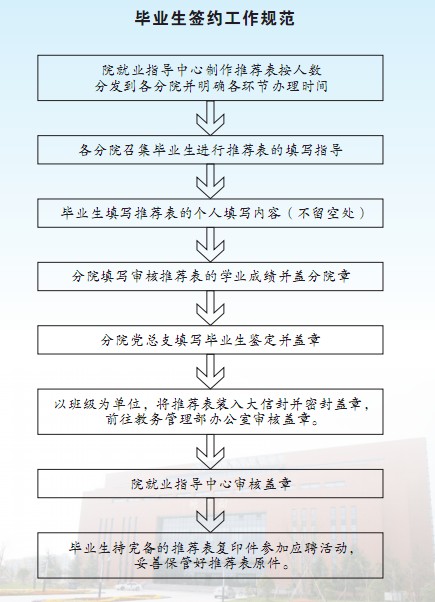 毕业生签约工作规范
院就业指导中心制作推荐表按人数
分发到各分院并明确各环节办理时间
各分院召集毕业生进行推荐表的填写指导
毕业生填写推荐表的个人填写内容（不留空处）
分院填写审核推荐表的学业成绩并盖分院章
分院党总支填写毕业生鉴定并盖章
以班级为单位，将推荐表装入大信封并密封盖章，
前往教务管理部办公室审核盖章。
院就业指导中心审核盖章
毕业生持完备的推荐表复印件参加应聘活动，
妥善保管好推荐表原件。